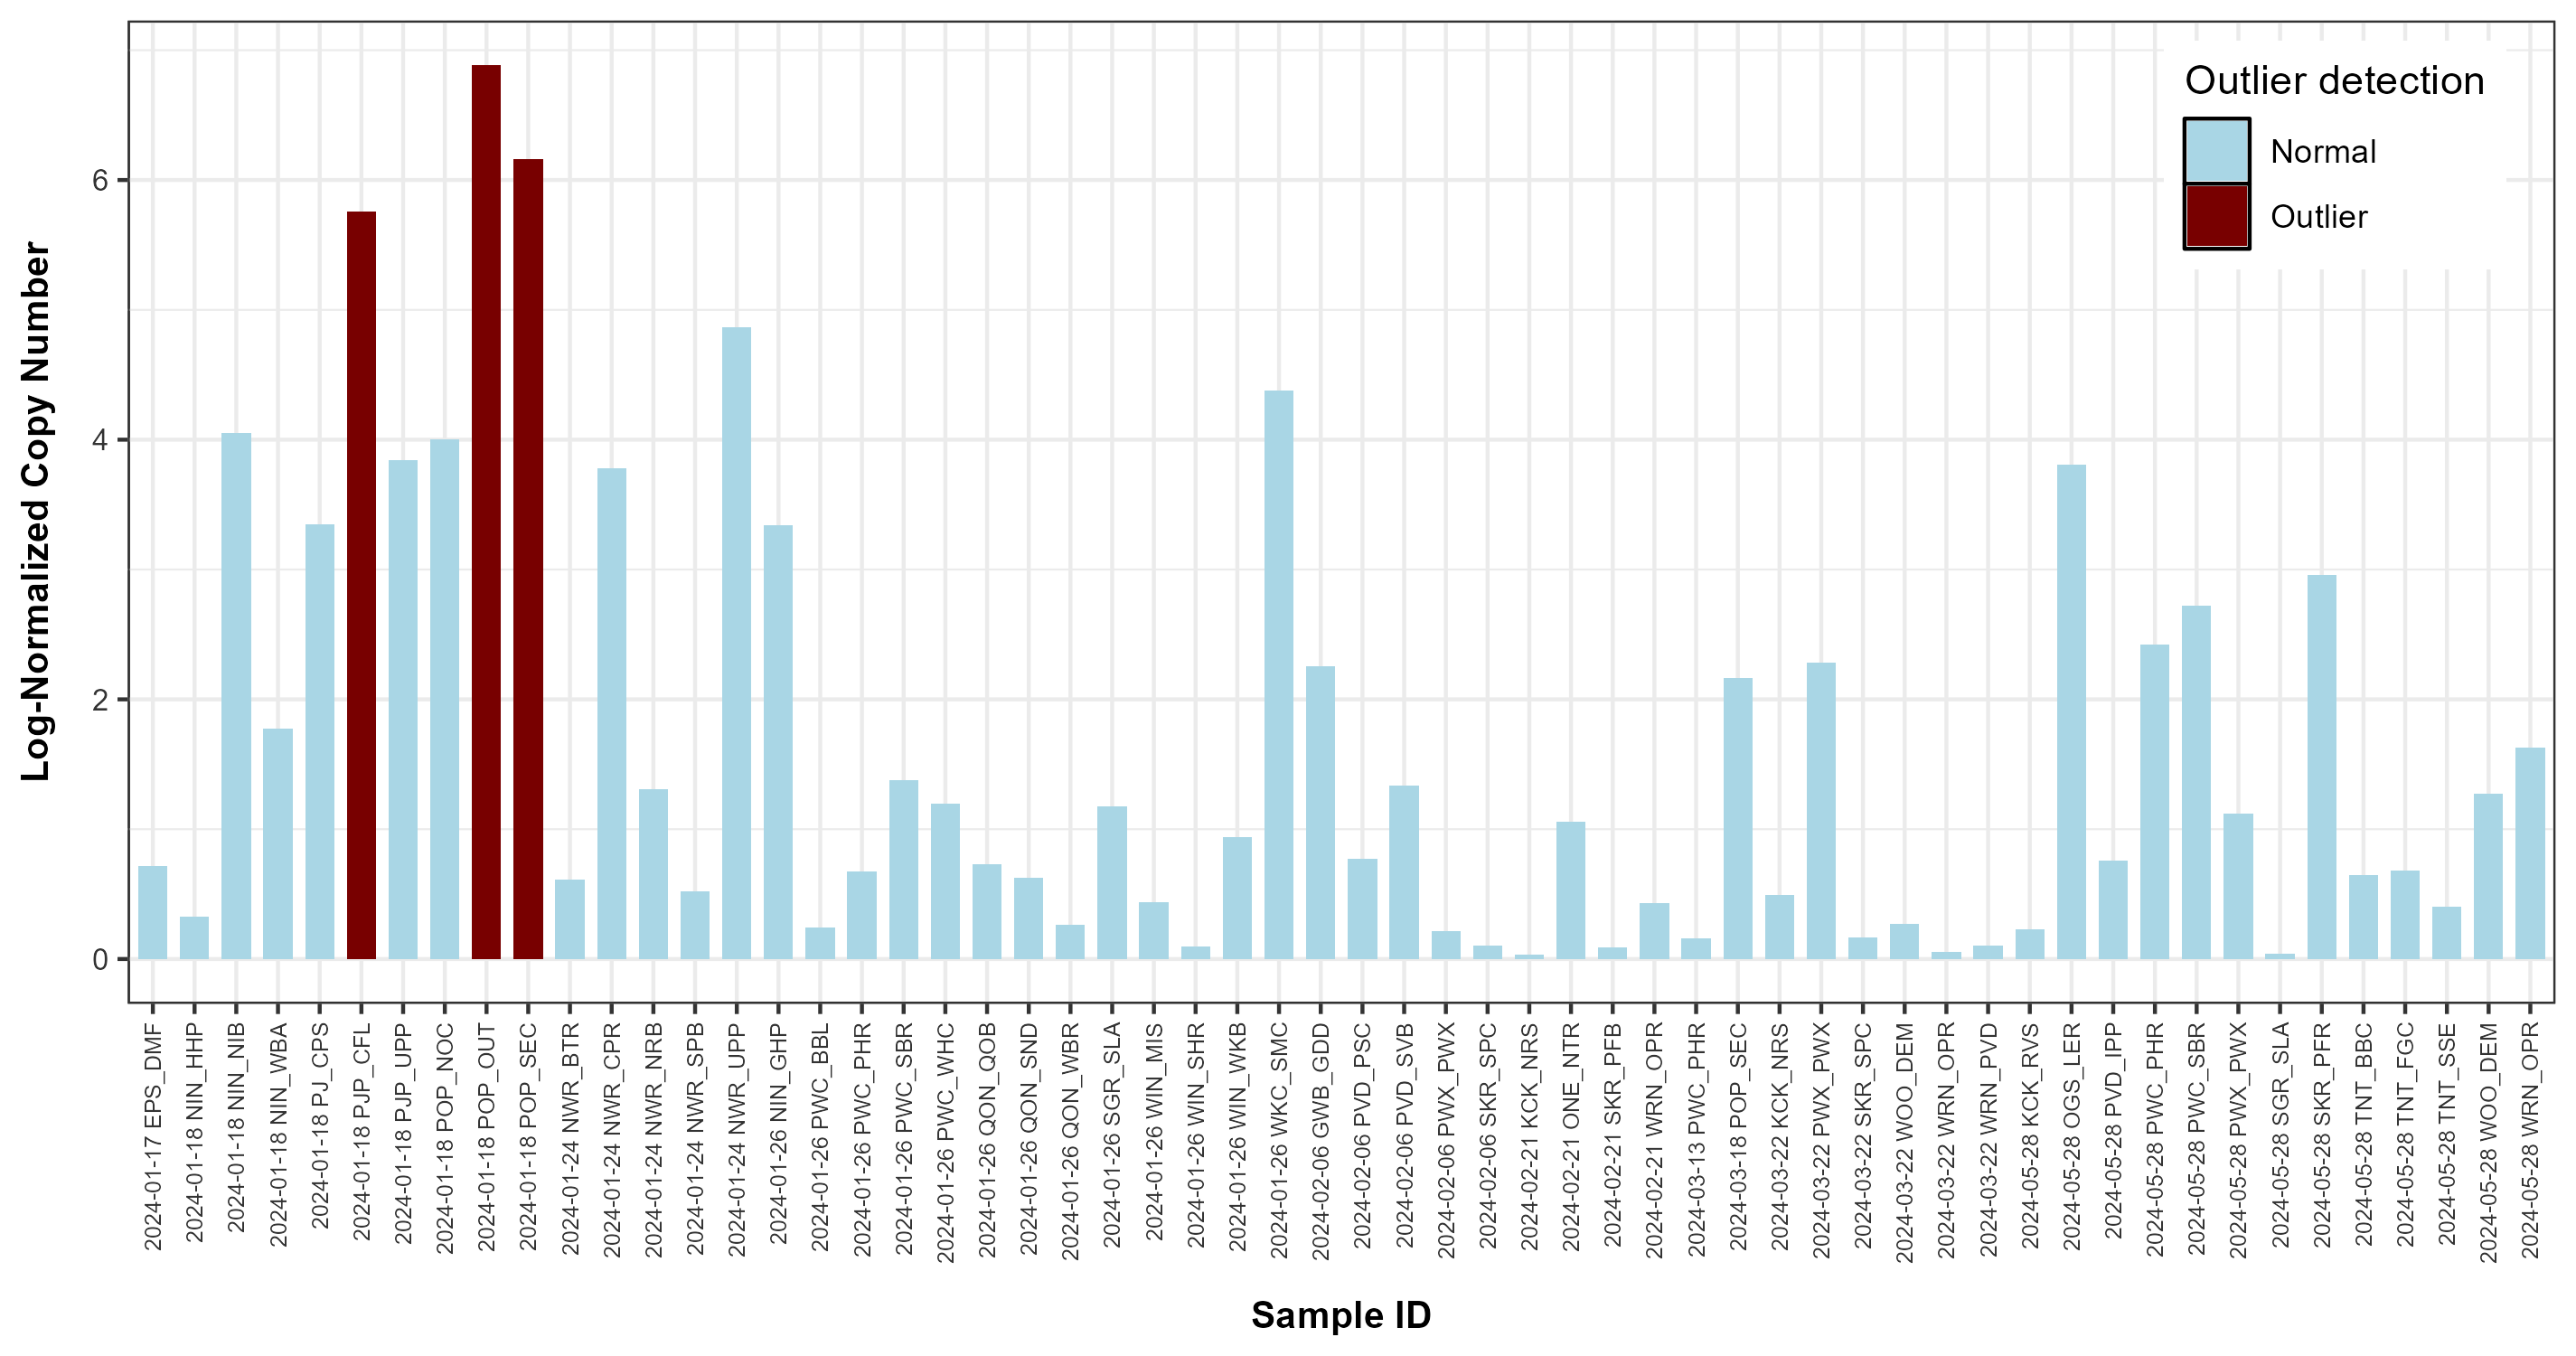 Log-Normalized Copy Number
6
4
2
0
Outlier detection
Normal
Outlier
2024-01-17 EPS_DMF
2024-01-18 NIN_HHP
2024-01-18 NIN_NIB
2024-01-18 NIN_WBA
2024-01-18 PJ_CPS
2024-01-18 PJP_CFL
2024-01-18 PJP_UPP
2024-01-18 POP_NOC
2024-01-18 POP_OUT
2024-01-18 POP_SEC
2024-01-24 NWR_BTR
2024-01-24 NWR_CPR
2024-01-24 NWR_NRB
2024-01-24 NWR_SPB
2024-01-24 NWR_UPP
2024-01-26 NIN_GHP
2024-01-26 PWC_BBL
2024-01-26 PWC_PHR
2024-01-26 PWC_SBR
2024-01-26 PWC_WHC
2024-01-26 QON_QOB
2024-01-26 QON_SND
2024-01-26 QON_WBR
2024-01-26 SGR_SLA
2024-01-26 WIN_MIS
2024-01-26 WIN_SHR
2024-01-26 WIN_WKB
2024-01-26 WKC_SMC
2024-02-06 GWB_GDD
2024-02-06 PVD_PSC
2024-02-06 PVD_SVB
2024-02-06 PWX_PWX
2024-02-06 SKR_SPC
2024-02-21 KCK_NRS
2024-02-21 ONE_NTR
2024-02-21 SKR_PFB
2024-02-21 WRN_OPR
2024-03-13 PWC_PHR
2024-03-18 POP_SEC
2024-03-22 KCK_NRS
2024-03-22 PWX_PWX
2024-03-22 SKR_SPC
2024-03-22 WOO_DEM
2024-03-22 WRN_OPR
2024-03-22 WRN_PVD
2024-05-28 KCK_RVS
2024-05-28 OGS_LER
2024-05-28 PVD_IPP
2024-05-28 PWC_PHR
2024-05-28 PWC_SBR
2024-05-28 PWX_PWX
2024-05-28 SGR_SLA
2024-05-28 SKR_PFR
2024-05-28 TNT_BBC
2024-05-28 TNT_FGC
2024-05-28 TNT_SSE
2024-05-28 WOO_DEM
2024-05-28 WRN_OPR
Sample ID